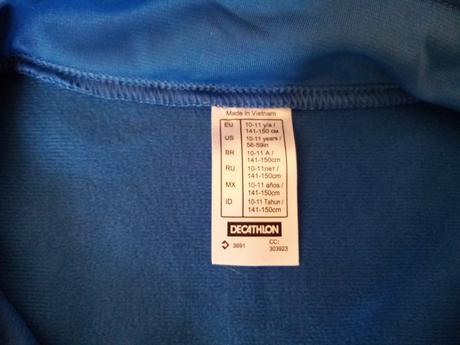 Made in Vietnam
EU 10-11 y/a /
141-150 см
US 10-11 years /
56-59in
BR 10-11 A /
141-150cm
RU 10-11лет /
141-150cm
MX 10-11 años /
141-150cm
ID 10-11 Tahun /
141-150cm
DECATHLON
3691 CC:
303923